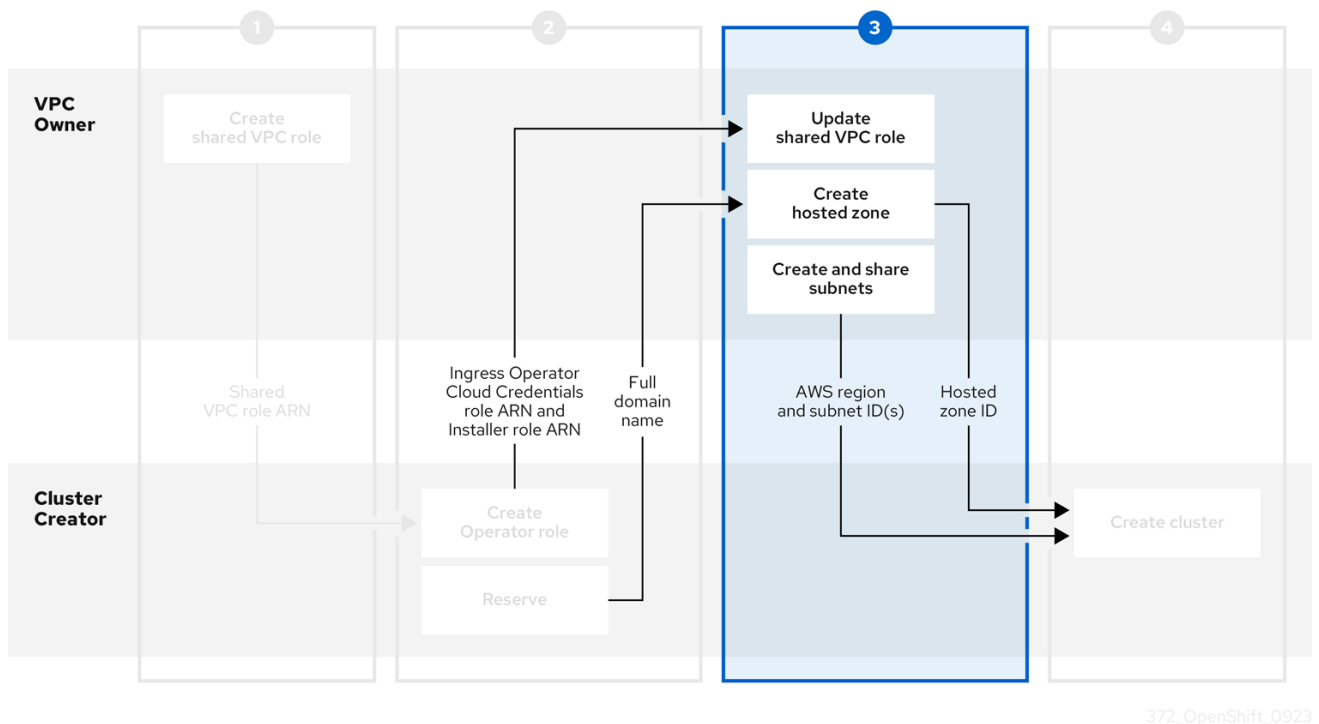 1
2
3
4
VPC
Owner
Create
shared VPC role
Update
shared VPC role
Create
hosted zone
Create and share
subnets
Shared
VPC role ARN
Ingress Operator
Cloud Credentials
role ARN and
Installer role ARN
Full
domain
name
AWS region
and subnet ID(s)
Hosted
zone ID
Cluster
Creator
Create
Operator role
Reserve
Create cluster
372_OpenShift_0923